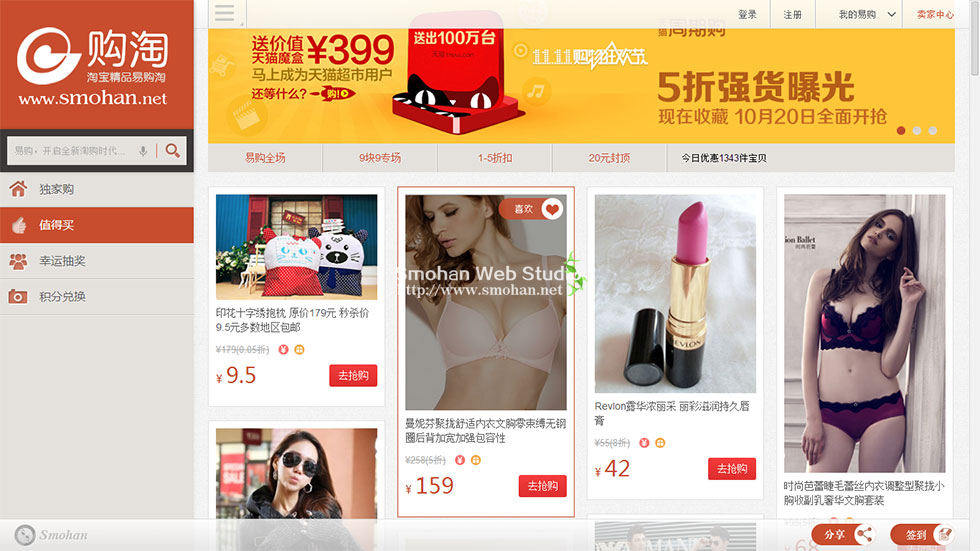 购淘
淘宝精品易购淘
www.smohan.net
登录
注册
我的易购
卖家中心
易购，开启全新淘购时代...
独家购
值得买
幸运抽奖
积分兑换
送价值 天猫魔盒 ¥399
马上成为天猫超市用户
还等什么？ 购!
送出100万台
11.11购物狂欢节
周期购
5折强货曝光
现在收藏 10月20日全面开抢
易购全场
9块9专场
1-5折扣
20元封顶
今日优惠1343件宝贝
印花十字绣抱枕 原价179元 秒杀价
9.5元多数地区包邮
¥179(0.05折)
¥ 9.5
去抢购
喜欢
Smohan Web Studio
http://www.smohan.net
曼妮芬聚拢舒适内衣文胸零束缚无钢
圈后背加宽加强包容性
¥258(5折)
¥ 159
去抢购
REVLON
Revlon露华浓丽采 丽彩滋润持久唇
膏
¥55(8折)
¥ 42
去抢购
ion Ballet
时尚芭蕾
时尚芭蕾睫毛蕾丝内衣调整型聚拢小
胸收副乳奢华文胸套装
Smohan
分享
签到